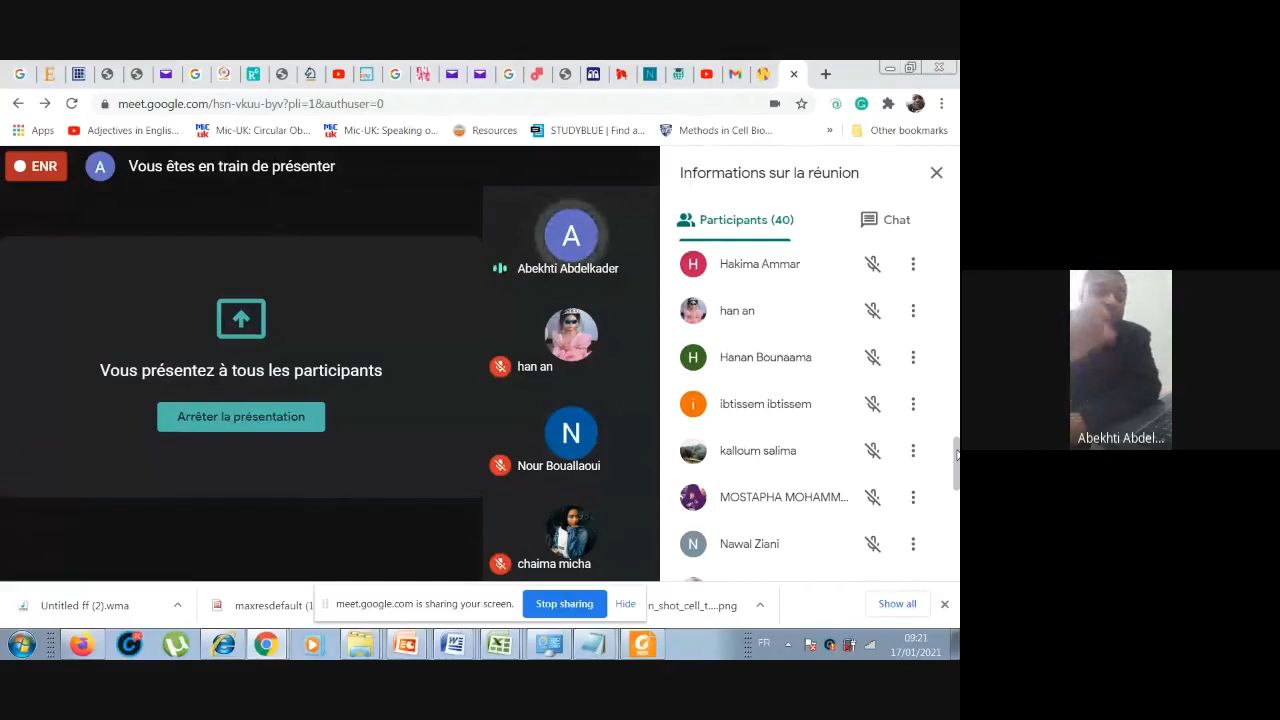 meet.google.com/hsn-vkuu-byv?pli=1&authuser=0
Apps
Adjectives in Englis...
Mic-UK: Circular Ob...
Mic-UK: Speaking o...
Resources
STUDYBLUE | Find a...
Methods in Cell Bio...
»
Other bookmarks
ENR
A
Vous êtes en train de présenter
Informations sur la réunion
Participants (40)
Chat
A
Abekhti Abdelkader
H
Hakima Ammar
han an
H
Hanan Bounaama
i
ibtissem ibtissem
kalloum salima
MOSTAPHA MOHAMM...
N
Nawal Ziani
Vous présentez à tous les participants
Arrêter la présentation
han an
N
Nour Bouallaoui
chaima micha
Abekhti Abdel...
Untitled ff (2).wma
maxresdefault (1
meet.google.com is sharing your screen.
Stop sharing
Hide
n_shot_cell_t....png
Show all
FR
09:21
17/01/2021